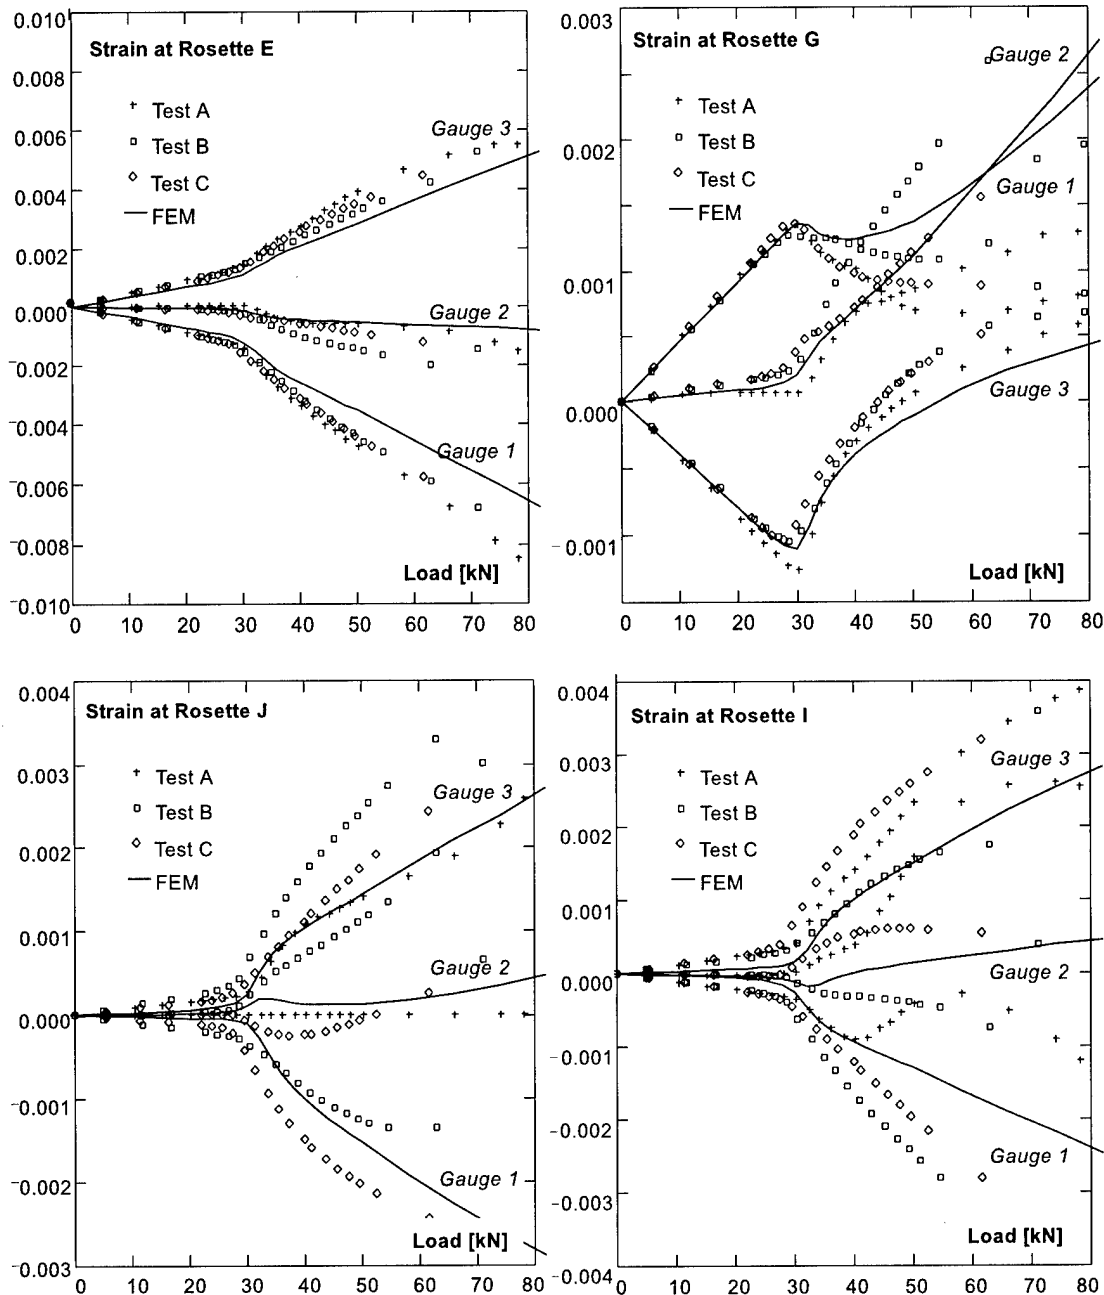 0.010
Strain at Rosette E
0.008
Test A
0.006
Gauge 3
Test B
0.004
Test C
FEM
0.002
0.000
Gauge 2
-0.002
-0.004
Gauge 1
-0.006
-0.008
Load [kN]
-0.010
0 10 20 30 40 50 60 70 80
0.003
Strain at Rosette G
Gauge 2
Test A
0.002
Test B
Test C
Gauge 1
FEM
0.001
0.000
Gauge 3
-0.001
Load [kN]
0 10 20 30 40 50 60 70 80
0.004
Strain at Rosette J
0.003
Test A
Gauge 3
Test B
Test C
0.002
FEM
0.001
Gauge 2
0.000
-0.001
Gauge 1
-0.002
Load [kN]
-0.003
0 10 20 30 40 50 60 70 80
0.004
Strain at Rosette I
0.003
Gauge 3
Test A
Test B
0.002
Test C
FEM
0.001
0.000
Gauge 2
-0.001
-0.002
Gauge 1
-0.003
Load [kN]
-0.004
0 10 20 30 40 50 60 70 80